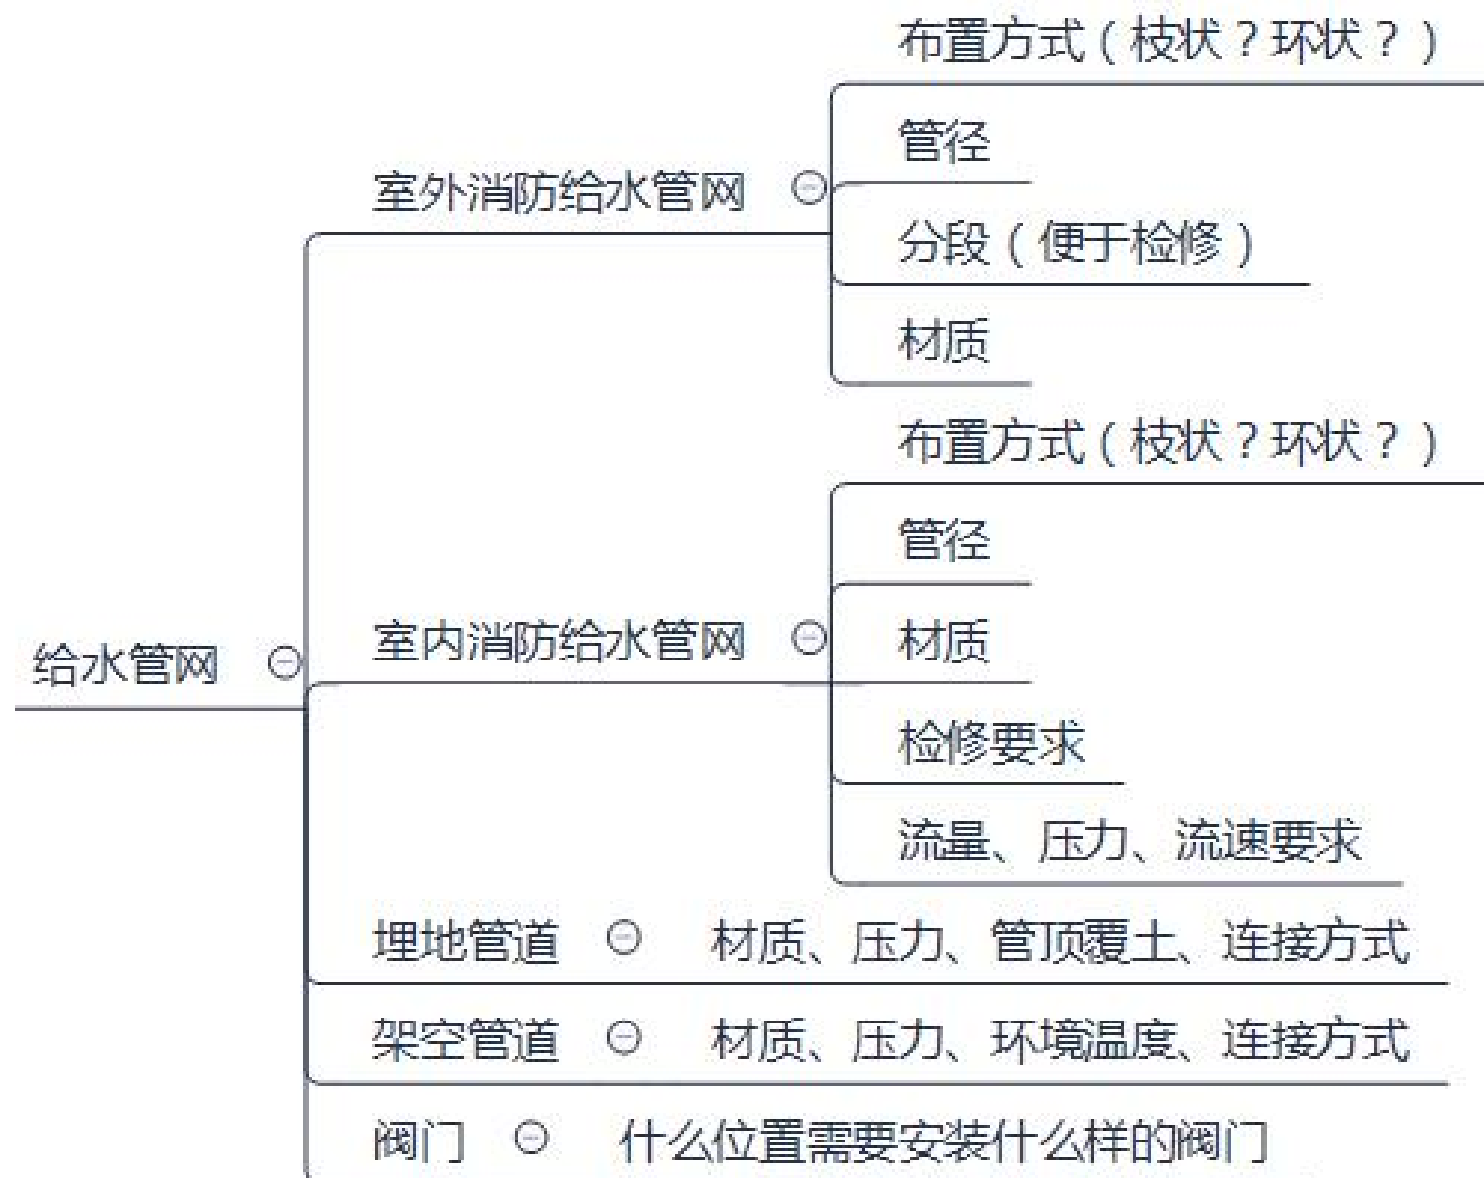 布置方式（枝状？环状？）
管径
室外消防给水管网
分段（便于检修）
材质
布置方式（枝状？环状？）
管径
室内消防给水管网
材质
给水管网
检修要求
流量、压力、流速要求
埋地管道 材质、压力、管顶覆土、连接方式
架空管道 材质、压力、环境温度、连接方式
阀门 什么位置需要安装什么样的阀门